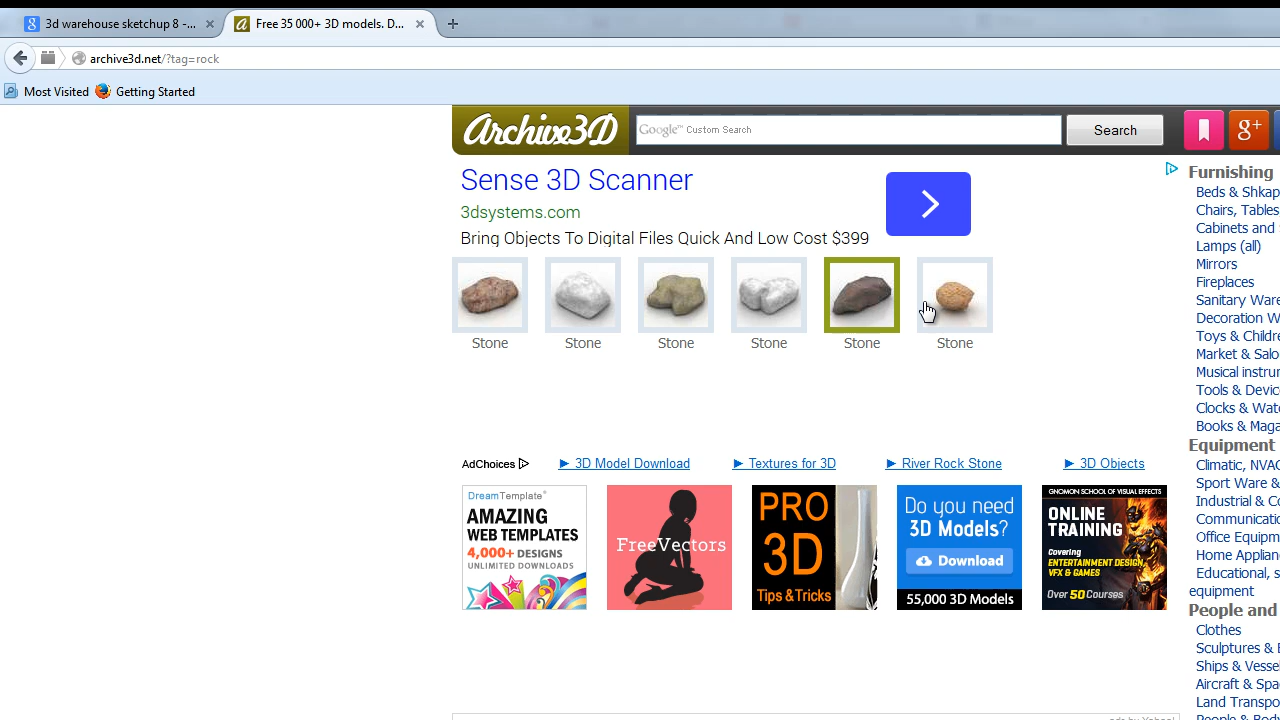 3d warehouse sketchup 8 -...
Free 35 000+ 3D models. D...
archive3d.net/?tag=rock
Most Visited
Getting Started
Archive3D
Google™ Custom Search
Search
g+
Sense 3D Scanner
3dsystems.com
Bring Objects To Digital Files Quick And Low Cost $399
Stone
Stone
Stone
Stone
Stone
Stone
AdChoices
► 3D Model Download
► Textures for 3D
► River Rock Stone
► 3D Objects
DreamTemplate®
AMAZING
WEB TEMPLATES
4,000+ DESIGNS
UNLIMITED DOWNLOADS
FreeVectors
PRO
3D
Tips & Tricks
Do you need
3D Models?
Download
55,000 3D Models
GNOMON SCHOOL OF VISUAL EFFECTS
ONLINE
TRAINING
Covering
ENTERTAINMENT DESIGN,
VFX & GAMES
Over 50 Courses
Furnishing
Beds & Shkap
Chairs, Tables
Cabinets and
Lamps (all)
Mirrors
Fireplaces
Sanitary Ware
Decoration W
Toys & Childre
Market & Salo
Musical instrur
Tools & Devic
Clocks & Wat
Books & Maga
Equipment
Climatic, NVAC
Sport Ware &
Industrial & Co
Communicatio
Office Equipm
Home Applian
Educational, s
equipment
People and
Clothes
Sculptures & E
Ships & Vesse
Aircraft & Spa
Land Transpo